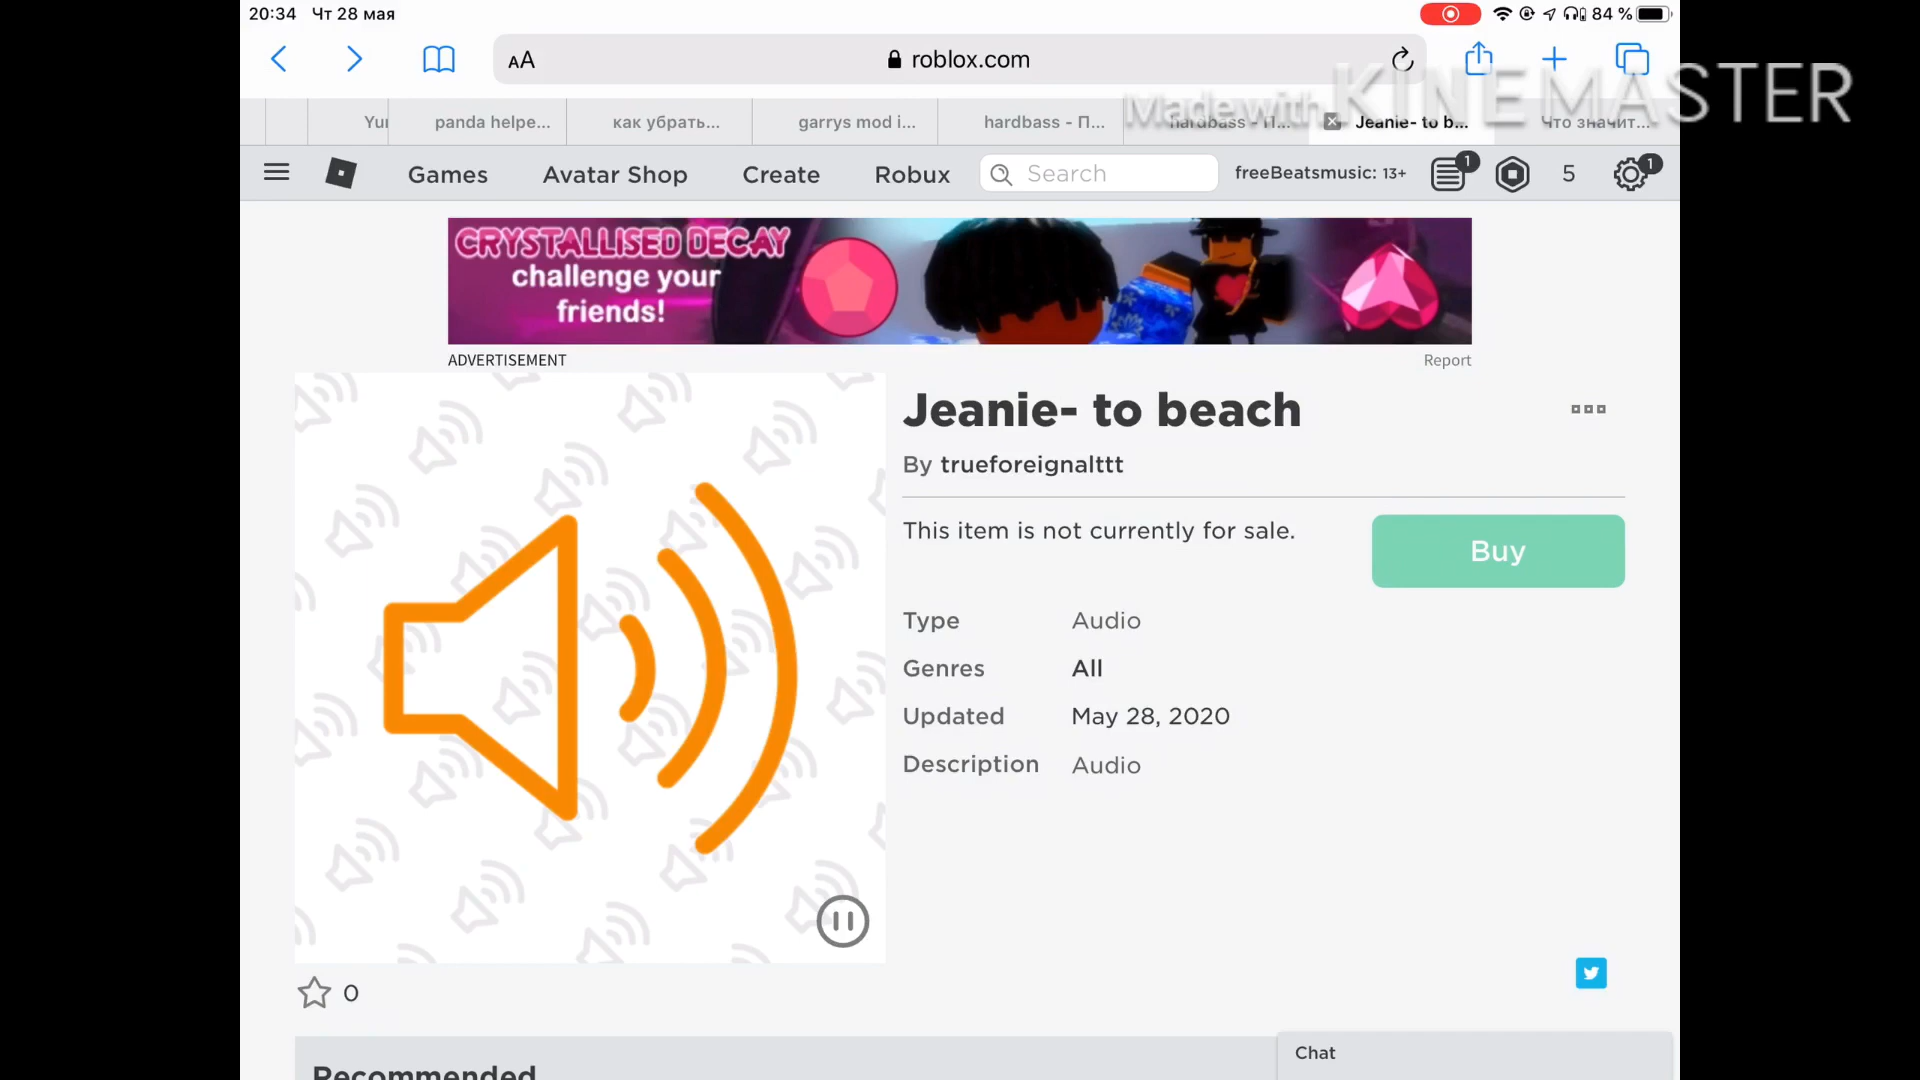 20:34 Чт 28 мая
84 %
AA
roblox.com
Made with KINEMASTER
Yu
panda helpe...
как убрать...
garrys mod i...
hardbass - П...
hardbass - П...
Jeanie- to b...
Что значит...
Games
Avatar Shop
Create
Robux
Search
freeBeatsmusic: 13+
1
5
1
CRYSTALLISED DECAY
challenge your
friends!
ADVERTISEMENT
Report
Jeanie- to beach
By trueforeignalttt
This item is not currently for sale.
Buy
Type Audio
Genres All
Updated May 28, 2020
Description Audio
0
Recommended
Chat